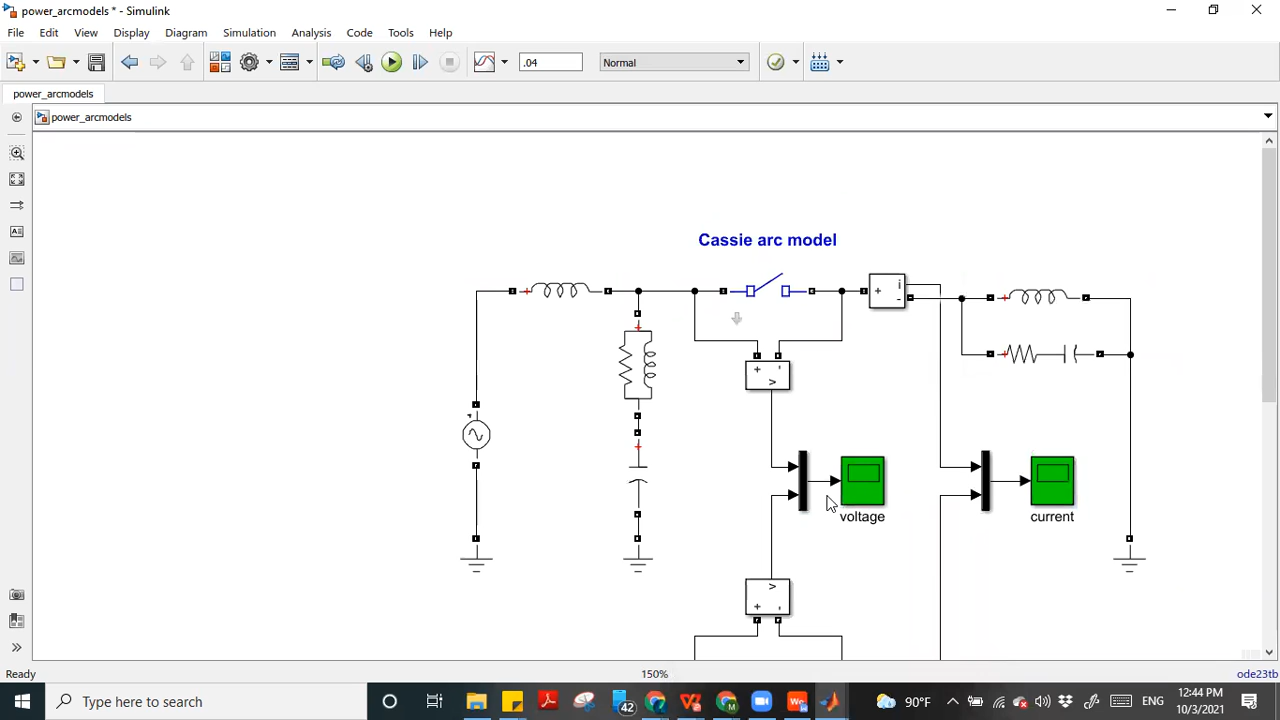 power_arcmodels * - Simulink
File Edit View Display Diagram Simulation Analysis Code Tools Help
.04 Normal
power_arcmodels
power_arcmodels
Cassie arc model
+ + i
+ -
+ + - v
+ +
voltage current
v
+ -
Ready 150% ode23tb
Type here to search 42 90°F ENG 12:44 PM
10/3/2021